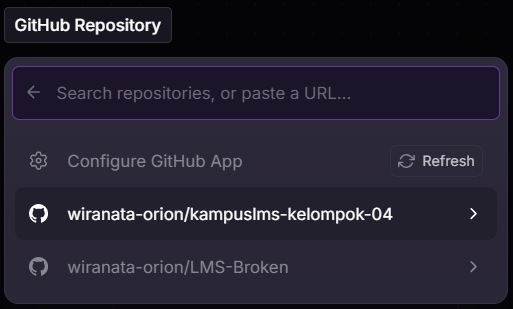 GitHub Repository
Search repositories, or paste a URL...
Configure GitHub App
Refresh
wiranata-orion/kampuslms-kelompok-04
wiranata-orion/LMS-Broken